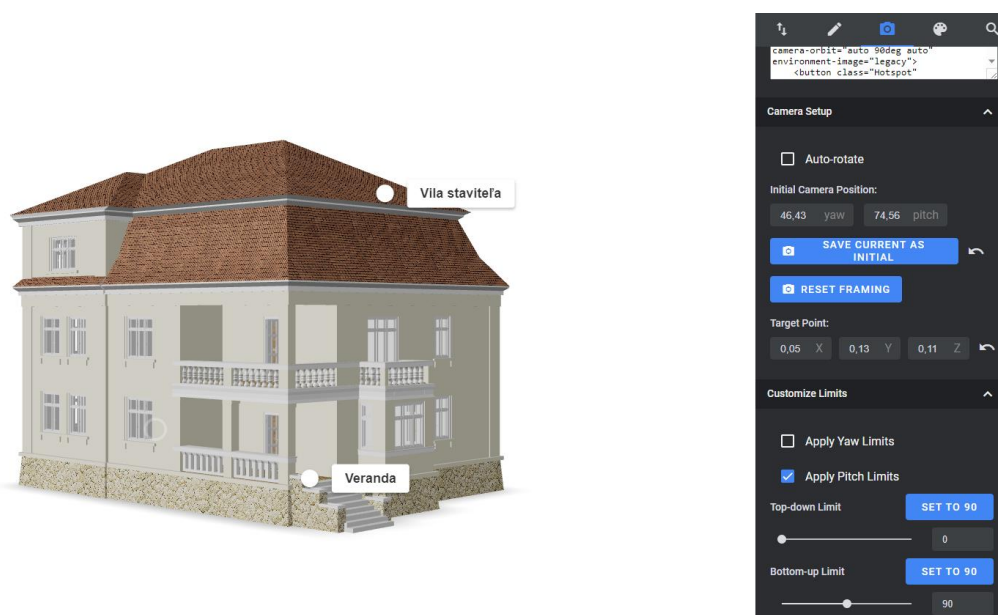 camera-orbit="auto 90deg auto"
environment-image="legacy">
<button class="Hotspot"
Camera Setup
Auto-rotate
Initial Camera Position:
46,43 yaw 74,56 pitch
SAVE CURRENT AS
INITIAL
RESET FRAMING
Target Point:
0,05 X 0,13 Y 0,11 Z
Customize Limits
Apply Yaw Limits
Apply Pitch Limits
Top-down Limit SET TO 90
0
Bottom-up Limit SET TO 90
90
Vila staviteľa
Veranda